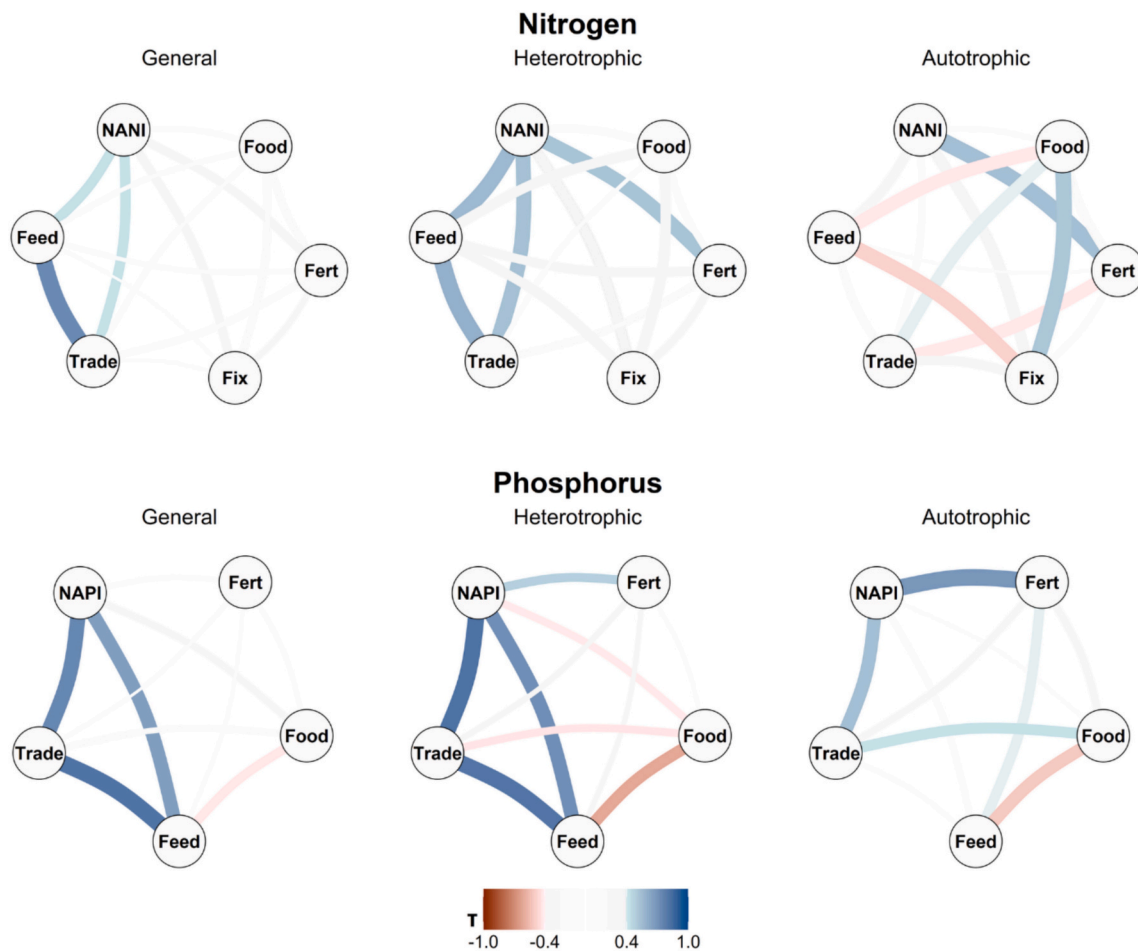 Nitrogen
General Heterotrophic Autotrophic
NANI Food Feed Fert Trade Fix
NANI Food Feed Fert Trade Fix
NANI Food Feed Fert Trade Fix
Phosphorus
General Heterotrophic Autotrophic
NAPI Fert Food Trade Feed
NAPI Fert Food Trade Feed
NAPI Fert Food Trade Feed
τ
-1.0 -0.4 0.4 1.0